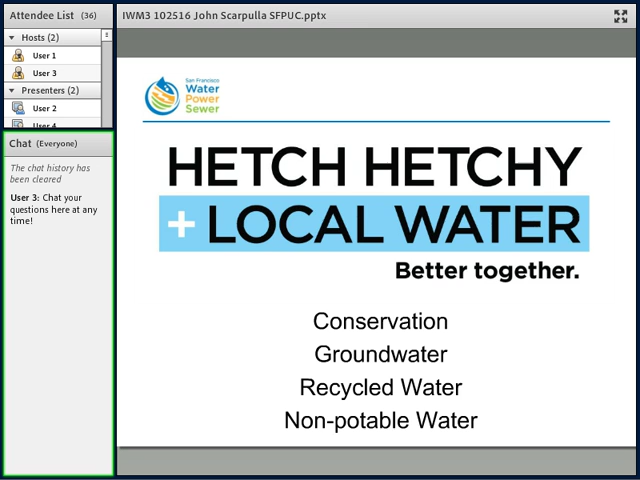 Attendee List (36)
Hosts (2)
User 1
User 3
Presenters (2)
User 2
User 4
Chat (Everyone)
The chat history has
been cleared
User 3: Chat your
questions here at any
time!
IWM3 102516 John Scarpulla SFPUC.pptx
San Francisco
Water
Power
Sewer
HETCH HETCHY
+ LOCAL WATER
Better together.
Conservation
Groundwater
Recycled Water
Non-potable Water